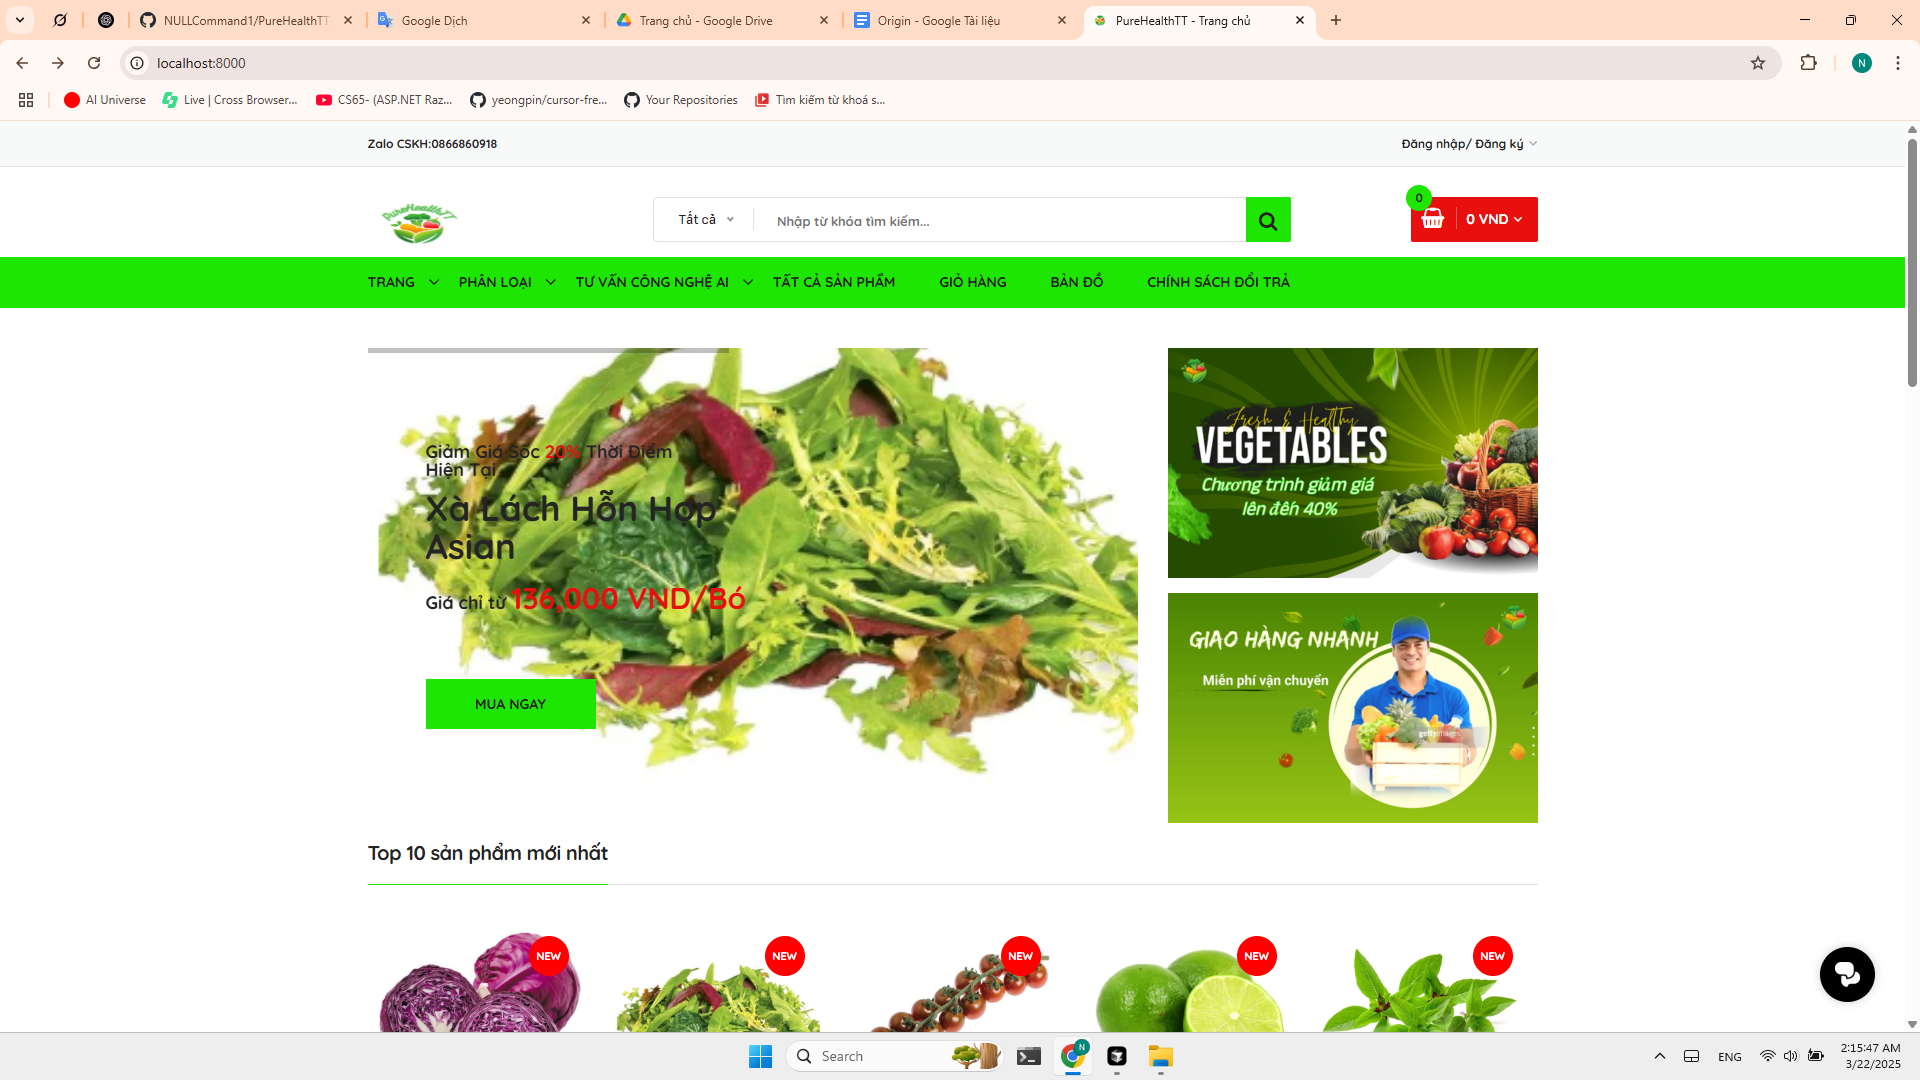 NULLCommand1/PureHealthTT
Google Dịch
Trang chủ - Google Drive
Origin - Google Tài liệu
PureHealthTT - Trang chủ
localhost:8000
N
AI Universe
Live | Cross Browser...
CS65- (ASP.NET Raz...
yeongpin/cursor-fre...
Your Repositories
Tìm kiếm từ khoá s...
Zalo CSKH:0866860918
Đăng nhập/ Đăng ký
PureHealthTT
Tất cả
Nhập từ khóa tìm kiếm...
0
0 VND
TRANG
PHÂN LOẠI
TƯ VẤN CÔNG NGHỆ AI
TẤT CẢ SẢN PHẨM
GIỎ HÀNG
BẢN ĐỒ
CHÍNH SÁCH ĐỔI TRẢ
Giảm Giá Sốc 20% Thời Điểm
Hiện Tại
Xà Lách Hỗn Hợp
Asian
Giá chỉ từ 136,000 VND/Bó
MUA NGAY
Fresh & Healthy
VEGETABLES
Chương trình giảm giá
lên đến 40%
GIAO HÀNG NHANH
Miễn phí vận chuyển
gettyimages
Top 10 sản phẩm mới nhất
NEW
NEW
NEW
NEW
NEW
Search
N
ENG
2:15:47 AM
3/22/2025